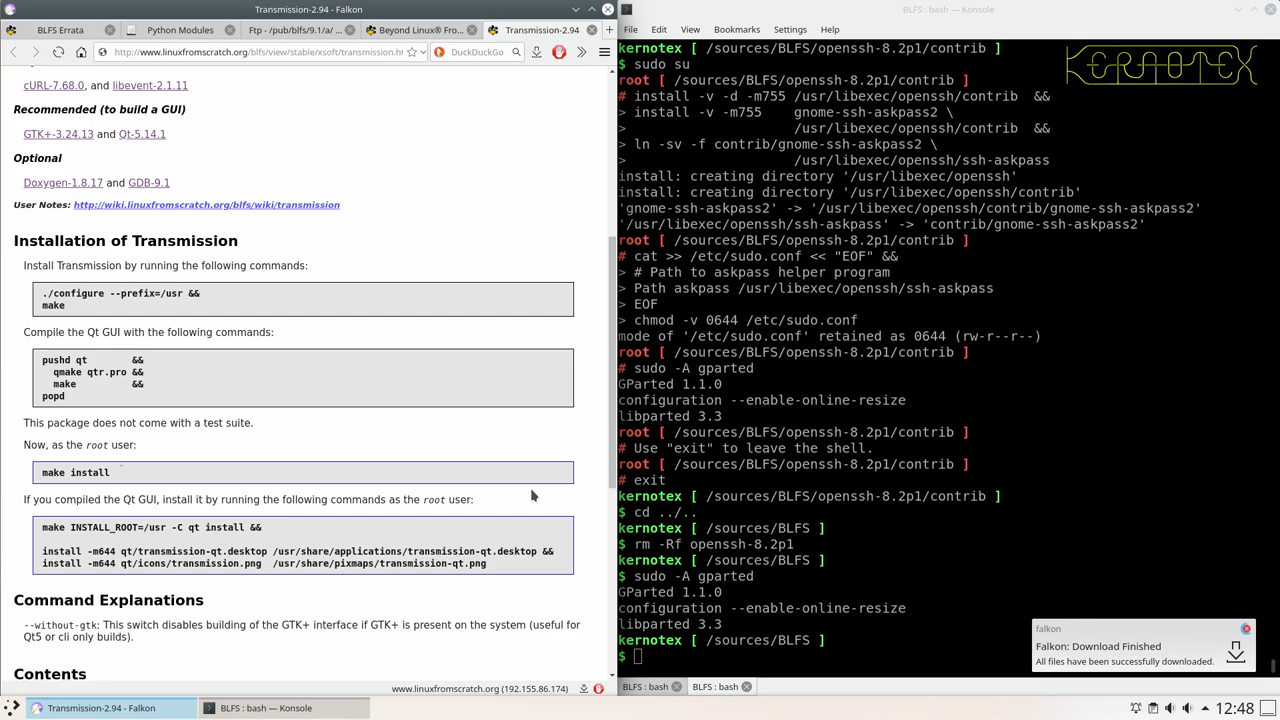 Transmission-2.94 - Falkon
BLFS Errata
Python Modules
Ftp - /pub/blfs/9.1a/ ...
Beyond Linux® Fro...
Transmission-2.94
http://www.linuxfromscratch.org/blfs/view/stable/xsoft/transmission.ht
DuckDuckGo
cURL-7.68.0, and libevent-2.1.11
Recommended (to build a GUI)
GTK+-3.24.13 and Qt-5.14.1
Optional
Doxygen-1.8.17 and GDB-9.1
User Notes: http://wiki.linuxfromscratch.org/blfs/wiki/transmission
Installation of Transmission
Install Transmission by running the following commands:
./configure --prefix=/usr &&
make
Compile the Qt GUI with the following commands:
pushd qt &&
qmake qtr.pro &&
make &&
popd
This package does not come with a test suite.
Now, as the root user:
make install
If you compiled the Qt GUI, install it by running the following commands as the root user:
make INSTALL_ROOT=/usr -C qt install &&
install -m644 qt/transmission-qt.desktop /usr/share/applications/transmission-qt.desktop &&
install -m644 qt/icons/transmission.png /usr/share/pixmaps/transmission-qt.png
Command Explanations
--without-gtk: This switch disables building of the GTK+ interface if GTK+ is present on the system (useful for
Qt5 or cli only builds).
Contents
www.linuxfromscratch.org (192.155.86.174)
BLFS : bash — Konsole
File Edit View Bookmarks Settings Help
KERNOTEX
kernotex [ /sources/BLFS/openssh-8.2p1/contrib ]
$ sudo su
root [ /sources/BLFS/openssh-8.2p1/contrib ]
# install -v -d -m755 /usr/libexec/openssh/contrib &&
> install -v -m755 gnome-ssh-askpass2 \
> /usr/libexec/openssh/contrib &&
> ln -sv -f contrib/gnome-ssh-askpass2 \
> /usr/libexec/openssh/ssh-askpass
install: creating directory '/usr/libexec/openssh'
install: creating directory '/usr/libexec/openssh/contrib'
'gnome-ssh-askpass2' -> '/usr/libexec/openssh/contrib/gnome-ssh-askpass2'
'/usr/libexec/openssh/ssh-askpass' -> 'contrib/gnome-ssh-askpass2'
root [ /sources/BLFS/openssh-8.2p1/contrib ]
# cat >> /etc/sudo.conf << "EOF" &&
> # Path to askpass helper program
> Path askpass /usr/libexec/openssh/ssh-askpass
> EOF
> chmod -v 0644 /etc/sudo.conf
mode of '/etc/sudo.conf' retained as 0644 (rw-r--r--)
root [ /sources/BLFS/openssh-8.2p1/contrib ]
# sudo -A gparted
GParted 1.1.0
configuration --enable-online-resize
libparted 3.3
root [ /sources/BLFS/openssh-8.2p1/contrib ]
# Use "exit" to leave the shell.
root [ /sources/BLFS/openssh-8.2p1/contrib ]
# exit
kernotex [ /sources/BLFS/openssh-8.2p1/contrib ]
$ cd ../..
kernotex [ /sources/BLFS ]
$ rm -Rf openssh-8.2p1
kernotex [ /sources/BLFS ]
$ sudo -A gparted
GParted 1.1.0
configuration --enable-online-resize
libparted 3.3
kernotex [ /sources/BLFS ]
$
falkon
Falkon: Download Finished
All files have been successfully downloaded.
BLFS : bash
BLFS : bash
Transmission-2.94 - Falkon
BLFS : bash — Konsole
12:48